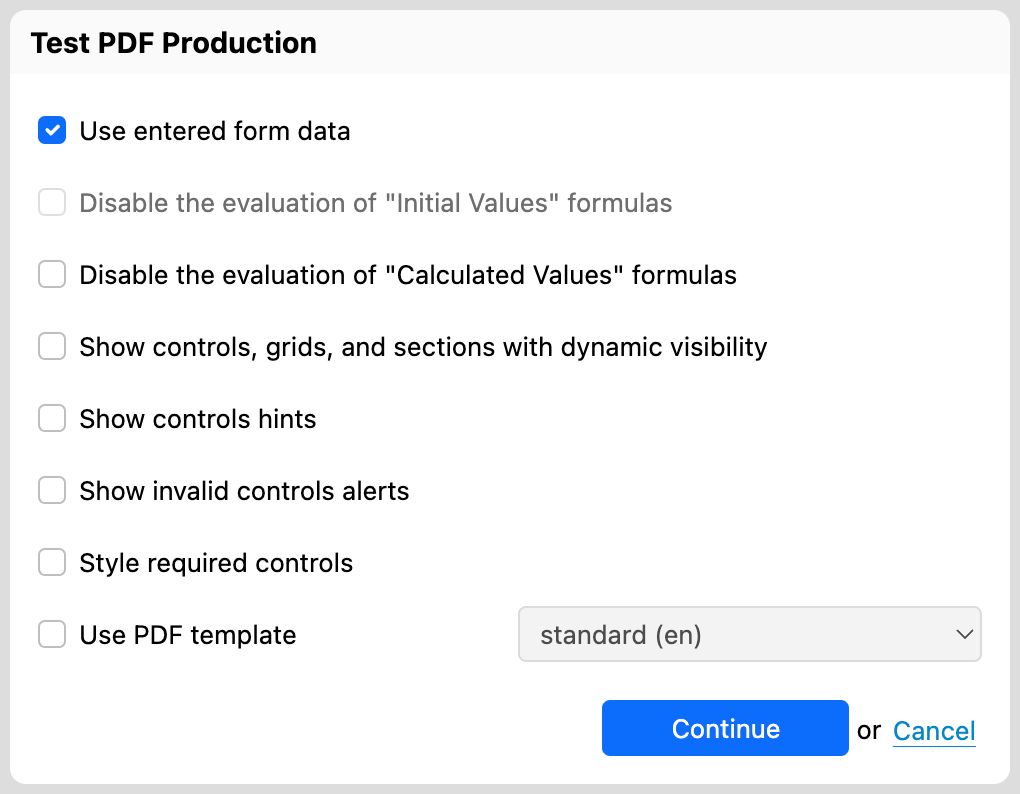 Test PDF Production
Use entered form data
Disable the evaluation of "Initial Values" formulas
Disable the evaluation of "Calculated Values" formulas
Show controls, grids, and sections with dynamic visibility
Show controls hints
Show invalid controls alerts
Style required controls
Use PDF template standard (en)
Continue or Cancel